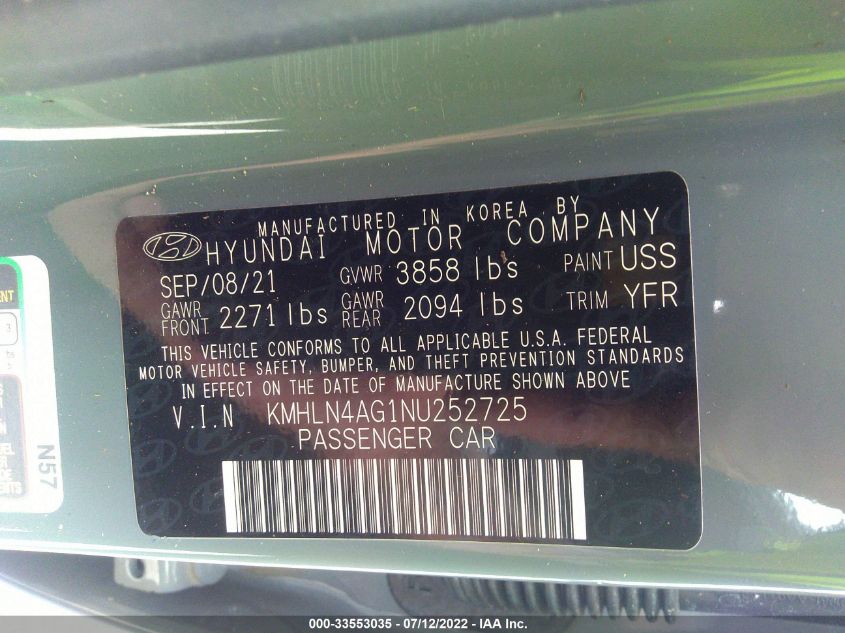 MANUFACTURED IN KOREA BY
HYUNDAI MOTOR COMPANY
SEP/08/21 GVWR 3858 lbs PAINT USS
GAWR FRONT 2271 lbs GAWR REAR 2094 lbs TRIM YFR
THIS VEHICLE CONFORMS TO ALL APPLICABLE U.S.A. FEDERAL
MOTOR VEHICLE SAFETY, BUMPER, AND THEFT PREVENTION STANDARDS
IN EFFECT ON THE DATE OF MANUFACTURE SHOWN ABOVE
V.I.N KMHLN4AG1NU252725
PASSENGER CAR
3
N57
000-33553035 - 07/12/2022 - IAA Inc.